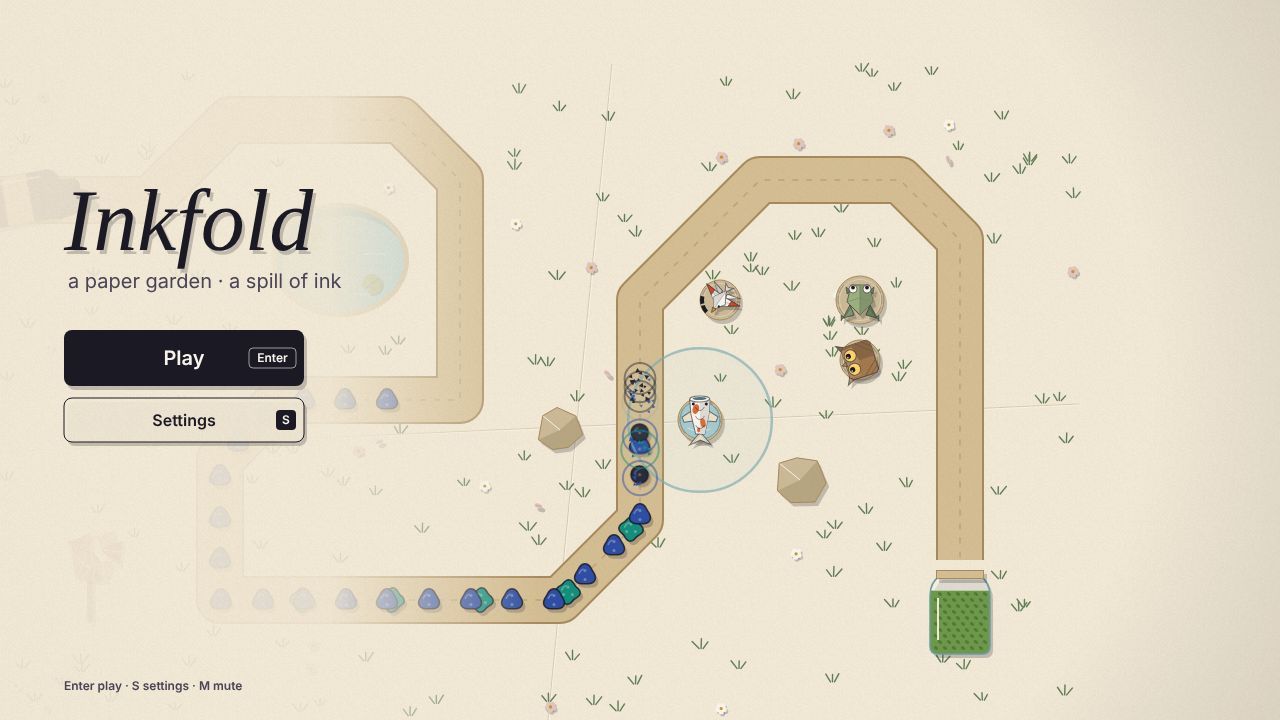 Inkfold
a paper garden · a spill of ink
Play Enter
Settings S
Enter play · S settings · M mute